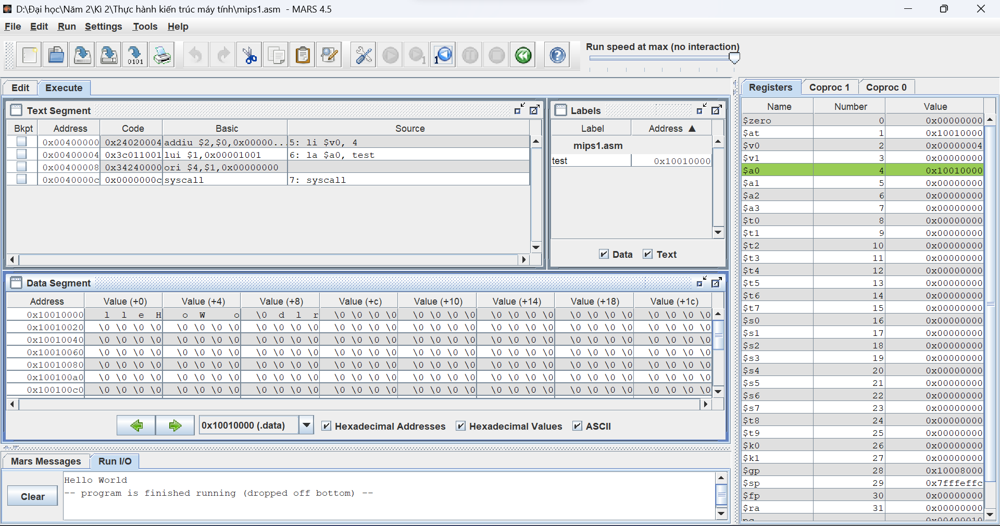 D:\Đại học\Năm 2\Kì 2\Thực hành kiến trúc máy tính\mips1.asm - MARS 4.5
File Edit Run Settings Tools Help
Run speed at max (no interaction)
0101 1 1
Edit Execute
Registers Coproc 1 Coproc 0
Text Segment
Bkpt Address Code Basic Source
0x00400000 0x24020004 addiu $2,$0,0x00000... 5: li $v0, 4
0x00400004 0x3c011001 lui $1,0x00001001 6: la $a0, test
0x00400008 0x34240000 ori $4,$1,0x00000000
0x0040000c 0x0000000c syscall 7: syscall
Labels
Label Address ▲
mips1.asm
test 0x10010000
Data Text
Data Segment
Address Value (+0) Value (+4) Value (+8) Value (+c) Value (+10) Value (+14) Value (+18) Value (+1c)
0x10010000 l l e H o W o \0 d l r \0 \0 \0 \0 \0 \0 \0 \0 \0 \0 \0 \0 \0 \0 \0 \0 \0 \0 \0 \0
0x10010020 \0 \0 \0 \0 \0 \0 \0 \0 \0 \0 \0 \0 \0 \0 \0 \0 \0 \0 \0 \0 \0 \0 \0 \0 \0 \0 \0 \0 \0 \0 \0 \0
0x10010040 \0 \0 \0 \0 \0 \0 \0 \0 \0 \0 \0 \0 \0 \0 \0 \0 \0 \0 \0 \0 \0 \0 \0 \0 \0 \0 \0 \0 \0 \0 \0 \0
0x10010060 \0 \0 \0 \0 \0 \0 \0 \0 \0 \0 \0 \0 \0 \0 \0 \0 \0 \0 \0 \0 \0 \0 \0 \0 \0 \0 \0 \0 \0 \0 \0 \0
0x10010080 \0 \0 \0 \0 \0 \0 \0 \0 \0 \0 \0 \0 \0 \0 \0 \0 \0 \0 \0 \0 \0 \0 \0 \0 \0 \0 \0 \0 \0 \0 \0 \0
0x100100a0 \0 \0 \0 \0 \0 \0 \0 \0 \0 \0 \0 \0 \0 \0 \0 \0 \0 \0 \0 \0 \0 \0 \0 \0 \0 \0 \0 \0 \0 \0 \0 \0
0x100100c0 \0 \0 \0 \0 \0 \0 \0 \0 \0 \0 \0 \0 \0 \0 \0 \0 \0 \0 \0 \0 \0 \0 \0 \0 \0 \0 \0 \0 \0 \0 \0 \0
0x10010000 (.data) Hexadecimal Addresses Hexadecimal Values ASCII
Mars Messages Run I/O
Clear
Hello World
-- program is finished running (dropped off bottom) --
Name Number Value
$zero 0 0x00000000
$at 1 0x10010000
$v0 2 0x00000004
$v1 3 0x00000000
$a0 4 0x10010000
$a1 5 0x00000000
$a2 6 0x00000000
$a3 7 0x00000000
$t0 8 0x00000000
$t1 9 0x00000000
$t2 10 0x00000000
$t3 11 0x00000000
$t4 12 0x00000000
$t5 13 0x00000000
$t6 14 0x00000000
$t7 15 0x00000000
$s0 16 0x00000000
$s1 17 0x00000000
$s2 18 0x00000000
$s3 19 0x00000000
$s4 20 0x00000000
$s5 21 0x00000000
$s6 22 0x00000000
$s7 23 0x00000000
$t8 24 0x00000000
$t9 25 0x00000000
$k0 26 0x00000000
$k1 27 0x00000000
$gp 28 0x10008000
$sp 29 0x7fffeffc
$fp 30 0x00000000
$ra 31 0x00000000
pc 0x00400010